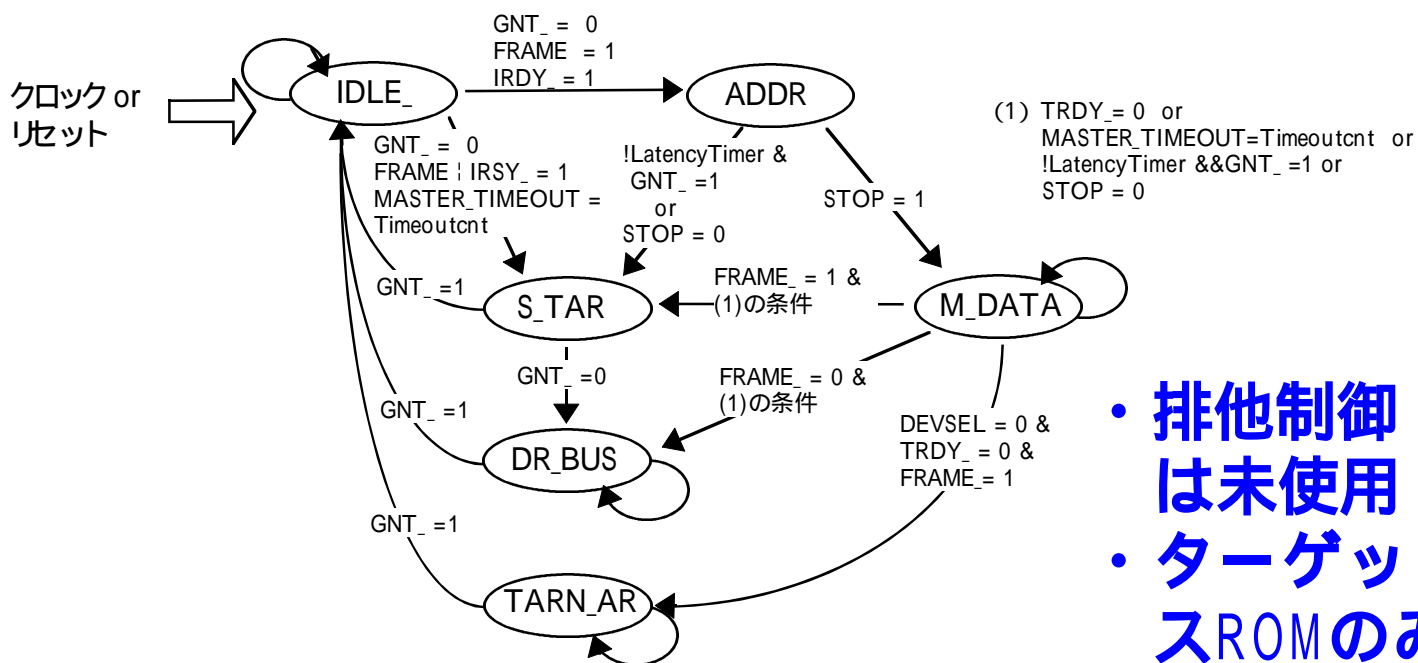 GNT_ = 0
FRAME = 1
IRDY_ = 1
クロック or
リセット
IDLE_
ADDR
(1) TRDY_= 0 or
MASTER_TIMEOUT=Timeoutcnt or
!LatencyTimer &&GNT_ =1 or
STOP = 0
GNT_ = 0
FRAME ¦ IRSY_ = 1
MASTER_TIMEOUT =
Timeoutcnt
!LatencyTimer &
GNT_ =1
or
STOP = 0
STOP = 1
GNT_ =1
S_TAR
FRAME_ = 1 &
(1)の条件
M_DATA
GNT_ =0
FRAME_ = 0 &
(1)の条件
GNT_ =1
DR_BUS
DEVSEL = 0 &
TRDY_ = 0 &
FRAME_= 1
GNT_ =1
TARN_AR
・排他制御
は未使用
・ターゲッ
スROMのみ